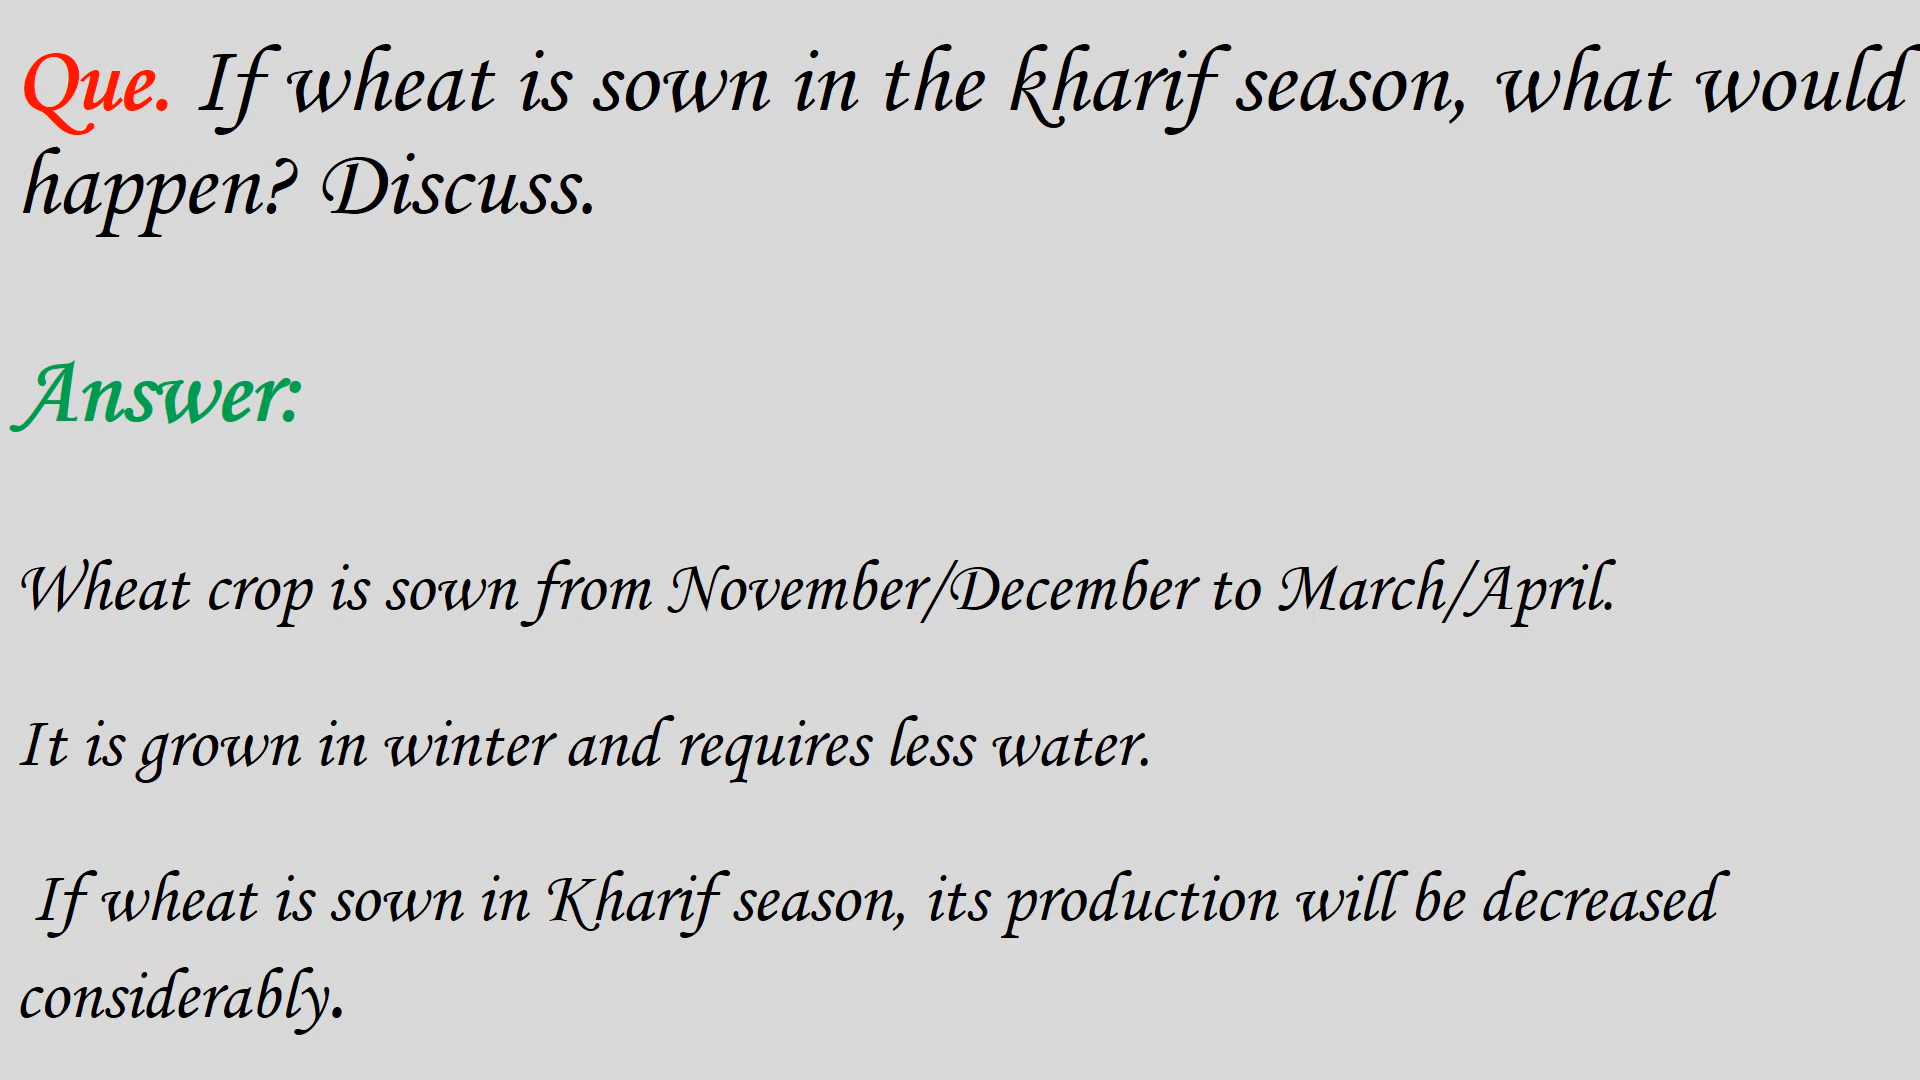 Que. If wheat is sown in the kharif season, what would
happen? Discuss.
Answer:
Wheat crop is sown from November/December to March/April.
It is grown in winter and requires less water.
If wheat is sown in Kharif season, its production will be decreased
considerably.